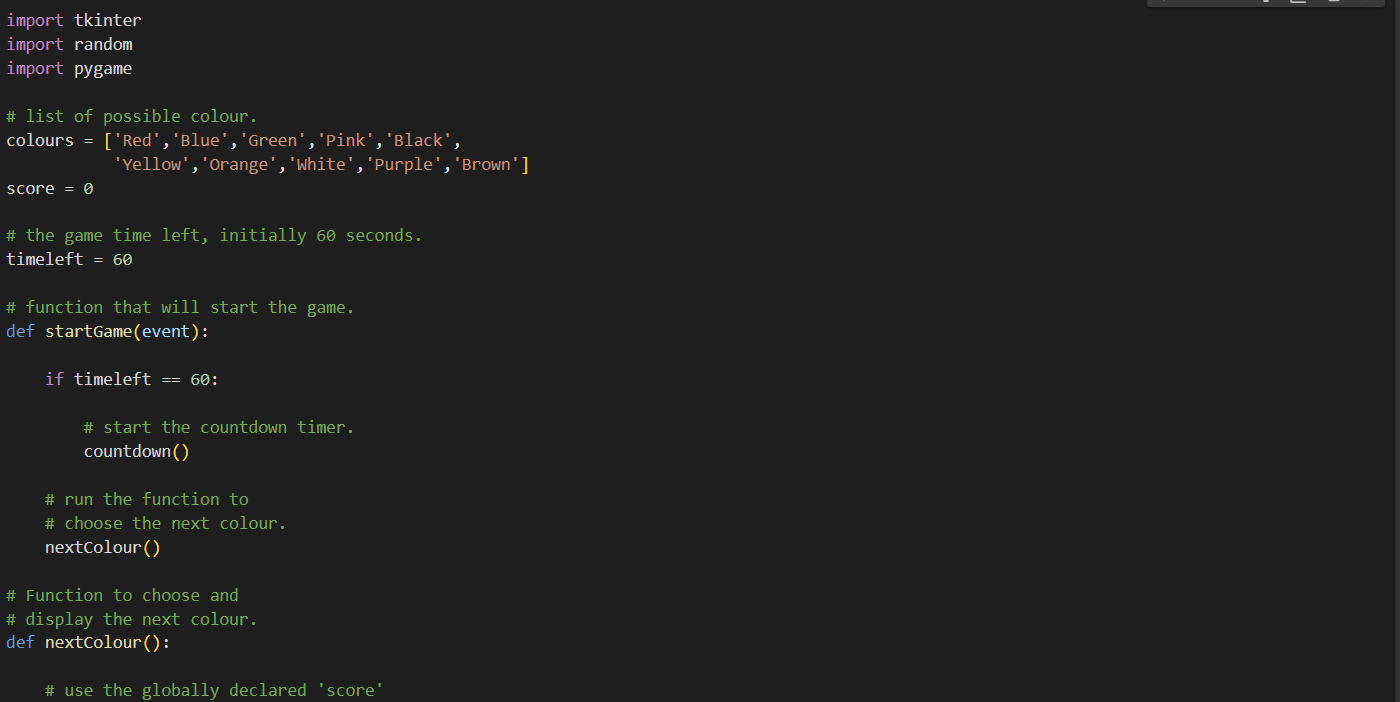 import tkinter
import random
import pygame
# list of possible colour.
colours = ['Red','Blue','Green','Pink','Black',
'Yellow','Orange','White','Purple','Brown']
score = 0
# the game time left, initially 60 seconds.
timeleft = 60
# function that will start the game.
def startGame(event):
if timeleft == 60:
# start the countdown timer.
countdown()
# run the function to
# choose the next colour.
nextColour()
# Function to choose and
# display the next colour.
def nextColour():
# use the globally declared 'score'